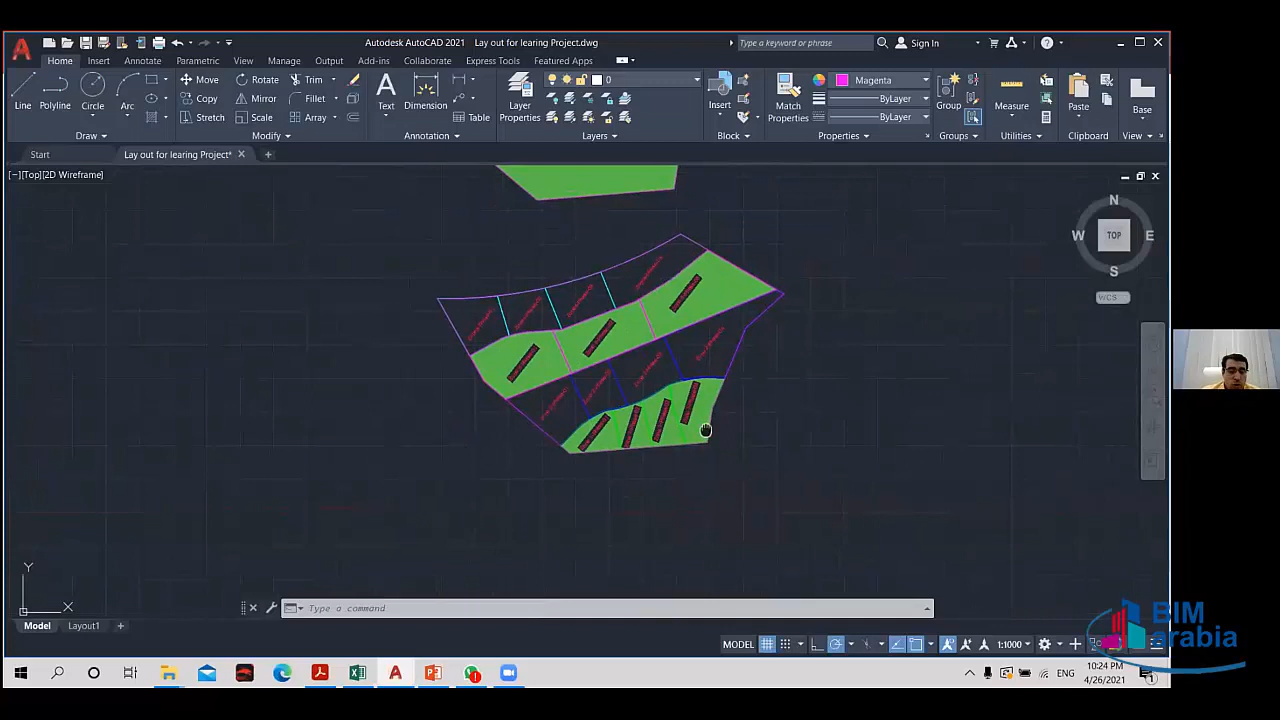 Autodesk AutoCAD 2021 Lay out for learing Project.dwg
Type a keyword or phrase
Sign In
Home Insert Annotate Parametric View Manage Output Add-ins Collaborate Express Tools Featured Apps
Line Polyline Circle Arc
Move Rotate Trim
Copy Mirror Fillet
Stretch Scale Array
Text Dimension
Table
Layer Properties
0
Insert
Match Properties
Magenta
ByLayer
ByLayer
Group
Measure
Paste
Base
Draw Modify Annotation Layers Block Properties Groups Utilities Clipboard View
Start Lay out for learing Project*
[−][Top][2D Wireframe]
N
W TOP E
S
WCS
Y
X
Type a command
Model Layout1
MODEL
1:1000
BIM
arabia
ENG
10:24 PM
4/26/2021